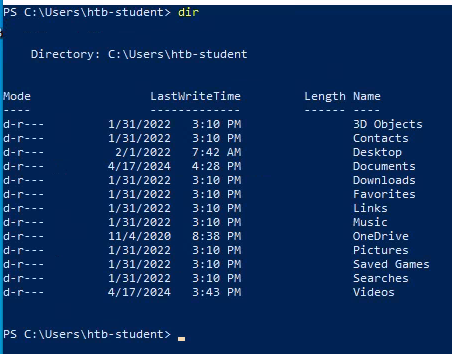 PS C:\Users\htb-student> dir
Directory: C:\Users\htb-student
Mode LastWriteTime Length Name
---- ------------- ------ ----
d-r--- 1/31/2022 3:10 PM 3D Objects
d-r--- 1/31/2022 3:10 PM Contacts
d-r--- 2/1/2022 7:42 AM Desktop
d-r--- 4/17/2024 4:28 PM Documents
d-r--- 1/31/2022 3:10 PM Downloads
d-r--- 1/31/2022 3:10 PM Favorites
d-r--- 1/31/2022 3:10 PM Links
d-r--- 1/31/2022 3:10 PM Music
d-r--- 11/4/2020 8:38 PM OneDrive
d-r--- 1/31/2022 3:10 PM Pictures
d-r--- 1/31/2022 3:10 PM Saved Games
d-r--- 1/31/2022 3:10 PM Searches
d-r--- 4/17/2024 3:43 PM Videos
PS C:\Users\htb-student>